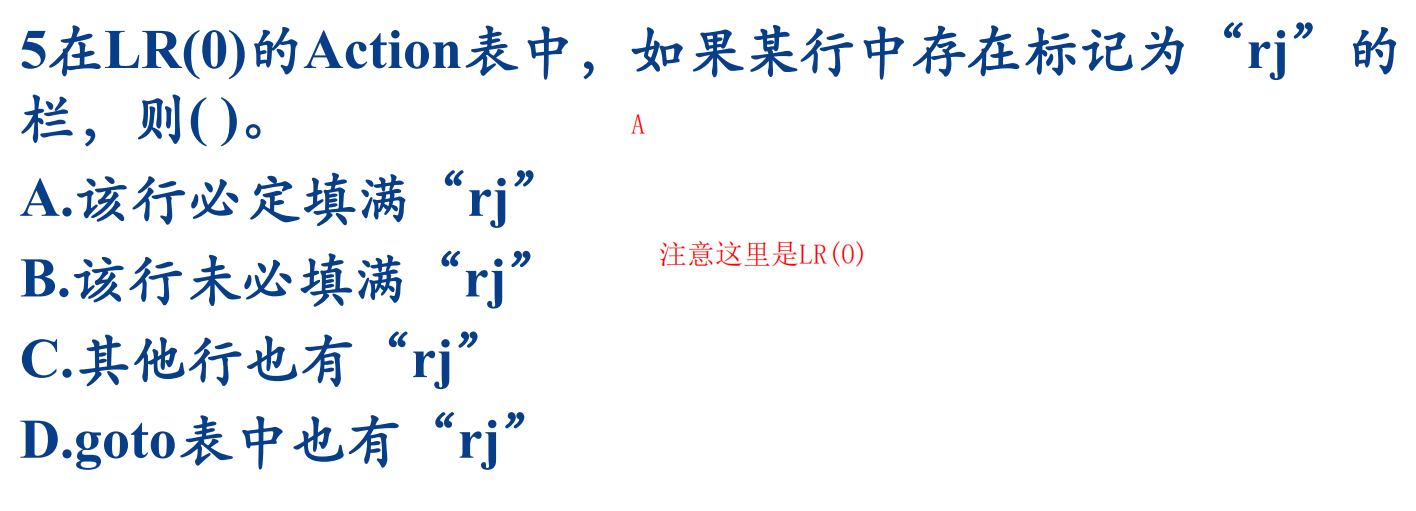 5在LR(0)的Action表中，如果某行中存在标记为“rj”的
栏，则( )。
A
A.该行必定填满“rj”
注意这里是LR(0)
B.该行未必填满“rj”
C.其他行也有“rj”
D.goto表中也有“rj”